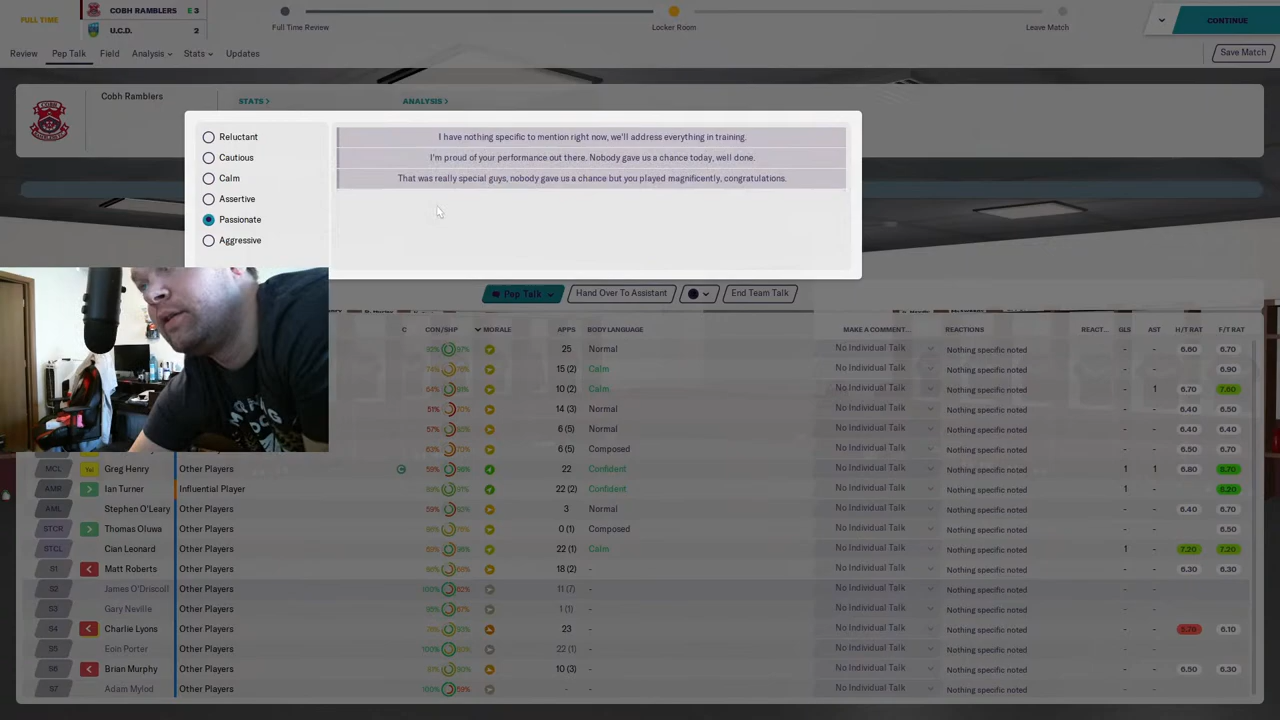 FULL TIME
COBH RAMBLERS E 3
U.C.D. 2
Full Time Review
Locker Room
Leave Match
CONTINUE
Review Pep Talk Field Analysis Stats Updates
Save Match
Cobh Ramblers
STATS >
ANALYSIS >
Reluctant
Cautious
Calm
Assertive
Passionate
Aggressive
I have nothing specific to mention right now, we'll address everything in training.
I'm proud of your performance out there. Nobody gave us a chance today, well done.
That was really special guys, nobody gave us a chance but you played magnificently, congratulations.
Pep Talk Hand Over To Assistant End Team Talk
C CON/SHP MORALE APPS BODY LANGUAGE MAKE A COMMENT... REACTIONS REACT... GLS AST H/T RAT F/T RAT
25 Normal No Individual Talk Nothing specific noted - - 6.60 6.70
15 (2) Calm No Individual Talk Nothing specific noted - - 6.90
10 (2) Calm No Individual Talk Nothing specific noted - 1 6.70 7.60
51% 14 (3) Normal No Individual Talk Nothing specific noted - - 6.40 6.50
57% 6 (5) Normal No Individual Talk Nothing specific noted - - 6.40 6.40
63% 70% 6 (5) Composed No Individual Talk Nothing specific noted - - 6.50 6.70
MCL Yel Greg Henry Other Players C 59% 96% 22 Confident No Individual Talk Nothing specific noted 1 1 6.80 8.70
AMR Ian Turner Influential Player 22 (2) Confident No Individual Talk Nothing specific noted 1 - 8.20
AML Stephen O'Leary Other Players 59% 3 Normal No Individual Talk Nothing specific noted - - 6.40 6.70
STCR Thomas Oluwa Other Players 0 (1) Composed No Individual Talk Nothing specific noted - - 6.50
STCL Cian Leonard Other Players 59% 96% 22 (1) Calm No Individual Talk Nothing specific noted 1 - 7.20 7.20
S1 Matt Roberts Other Players 18 (2) - No Individual Talk Nothing specific noted - - 6.30 6.30
S2 James O'Driscoll Other Players 100% 11 (7) - No Individual Talk Nothing specific noted - -
S3 Gary Neville Other Players 1 (1) - No Individual Talk Nothing specific noted - -
S4 Charlie Lyons Other Players 23 - No Individual Talk Nothing specific noted - - 5.70 6.10
S5 Eoin Porter Other Players 100% 22 (1) - No Individual Talk Nothing specific noted - -
S6 Brian Murphy Other Players 10 (3) - No Individual Talk Nothing specific noted - - 6.50 6.30
S7 Adam Mylod Other Players 100% 59% - - No Individual Talk Nothing specific noted - -